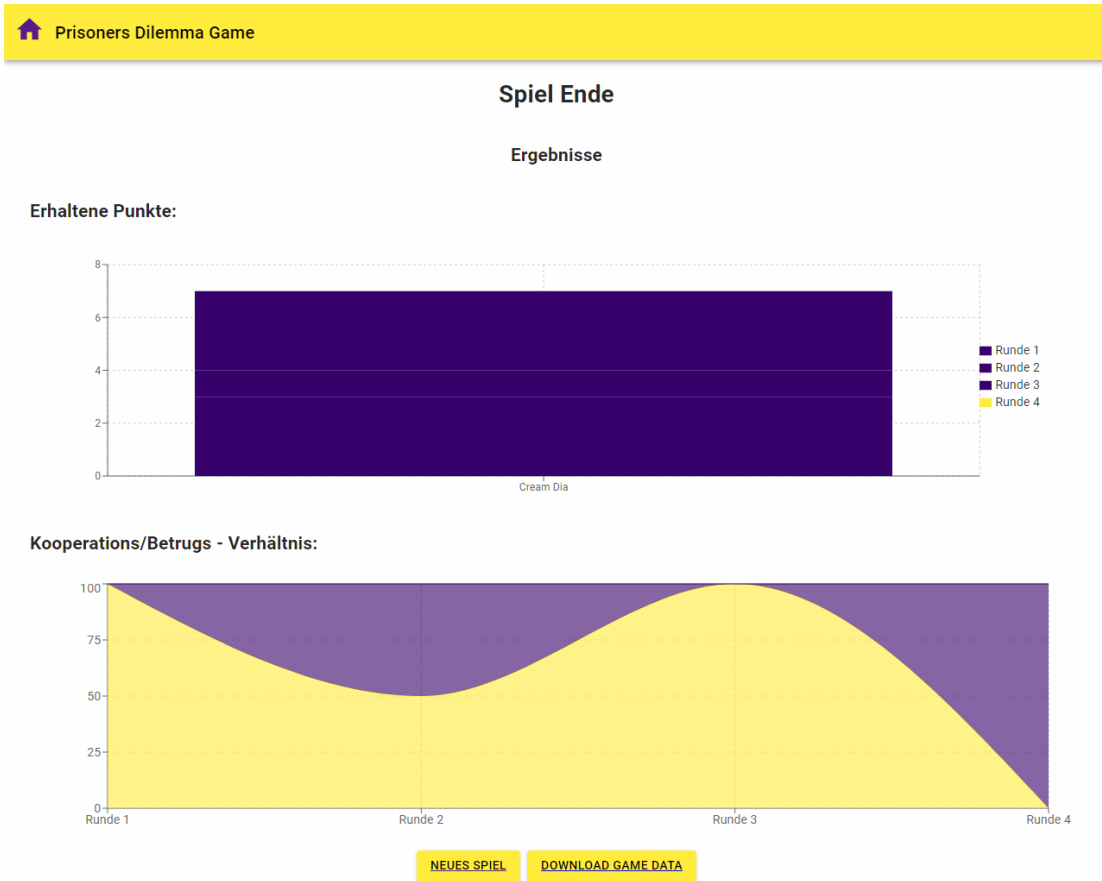 Prisoners Dilemma Game
Spiel Ende
Ergebnisse
Erhaltene Punkte:
8
6
4
2
0
Cream Dia
Runde 1
Runde 2
Runde 3
Runde 4
Kooperations/Betrugs - Verhältnis:
100
75
50
25
0
Runde 1 Runde 2 Runde 3 Runde 4
NEUES SPIEL DOWNLOAD GAME DATA